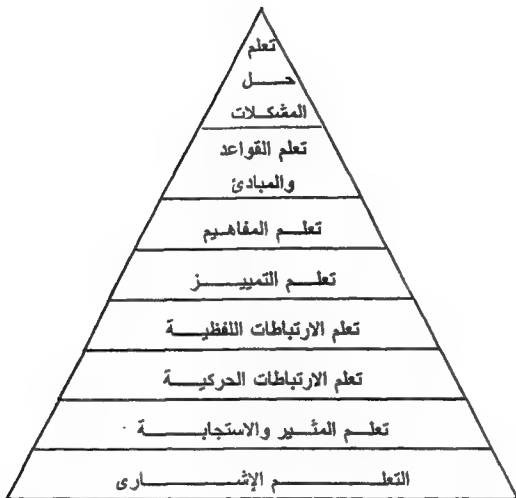 تعلم
حل
المشكلات
تعلم القواعد
والمبادئ
تعلم المفاهيم
تعلم التمييز
تعلم الارتباطات اللفظية
تعلم الارتباطات الحركية
تعلم المثير والاستجابة
التعلم الإشارى